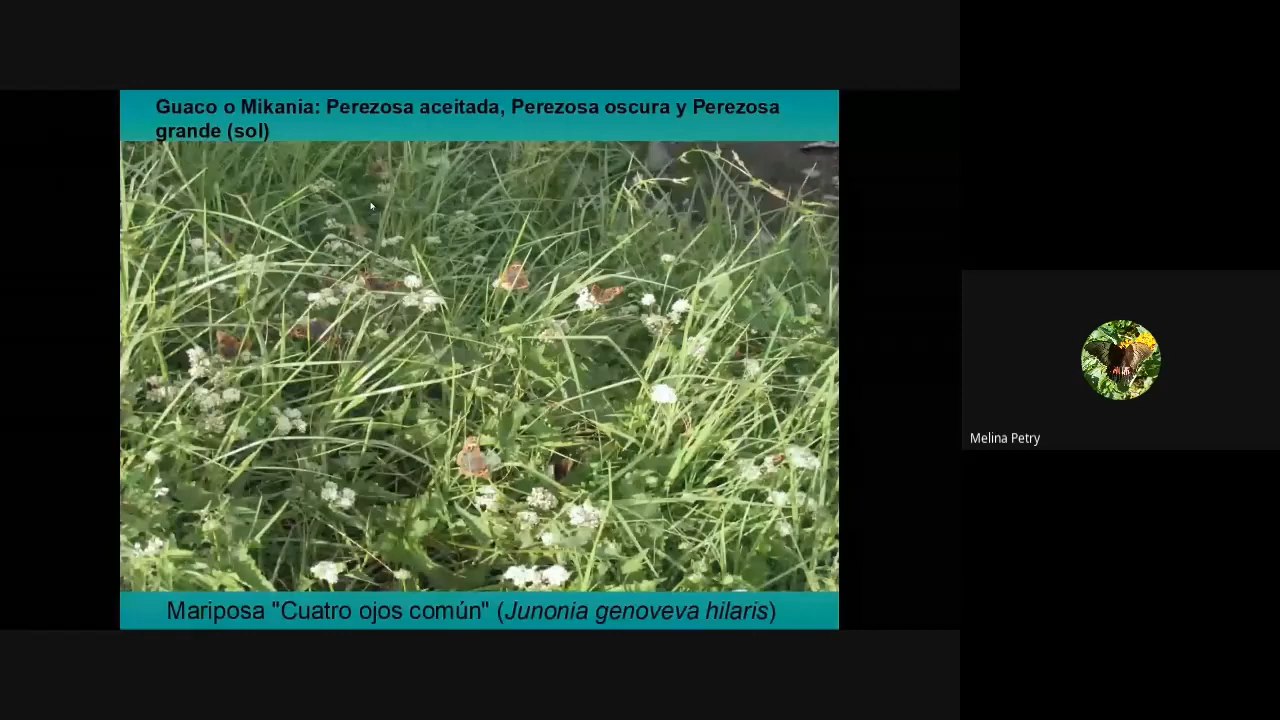 Guaco o Mikania: Perezosa aceitada, Perezosa oscura y Perezosa
grande (sol)
Mariposa "Cuatro ojos común" (Junonia genoveva hilaris)
Melina Petry